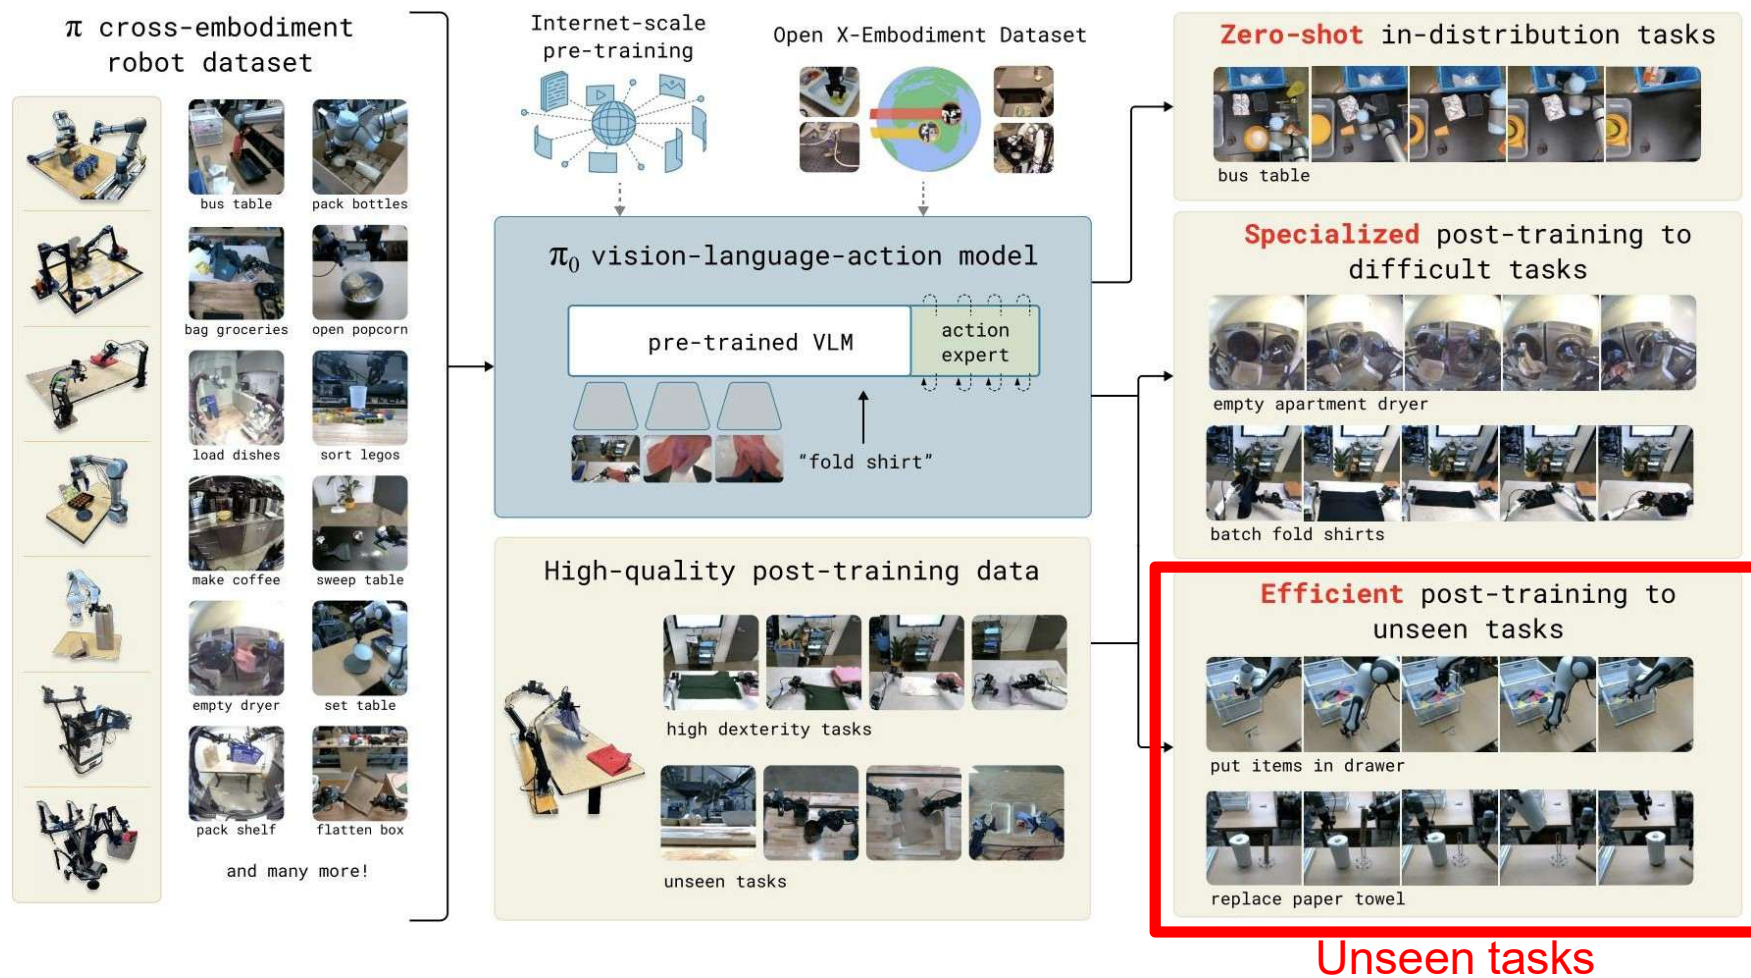 π cross-embodiment
robot dataset
bus table
pack bottles
bag groceries
open popcorn
load dishes
sort legos
make coffee
sweep table
empty dryer
set table
pack shelf
flatten box
and many more!
Internet-scale
pre-training
Open X-Embodiment Dataset
π₀ vision-language-action model
pre-trained VLM
action
expert
“fold shirt”
High-quality post-training data
high dexterity tasks
unseen tasks
Zero-shot in-distribution tasks
bus table
Specialized post-training to
difficult tasks
empty apartment dryer
batch fold shirts
Efficient post-training to
unseen tasks
put items in drawer
replace paper towel
Unseen tasks